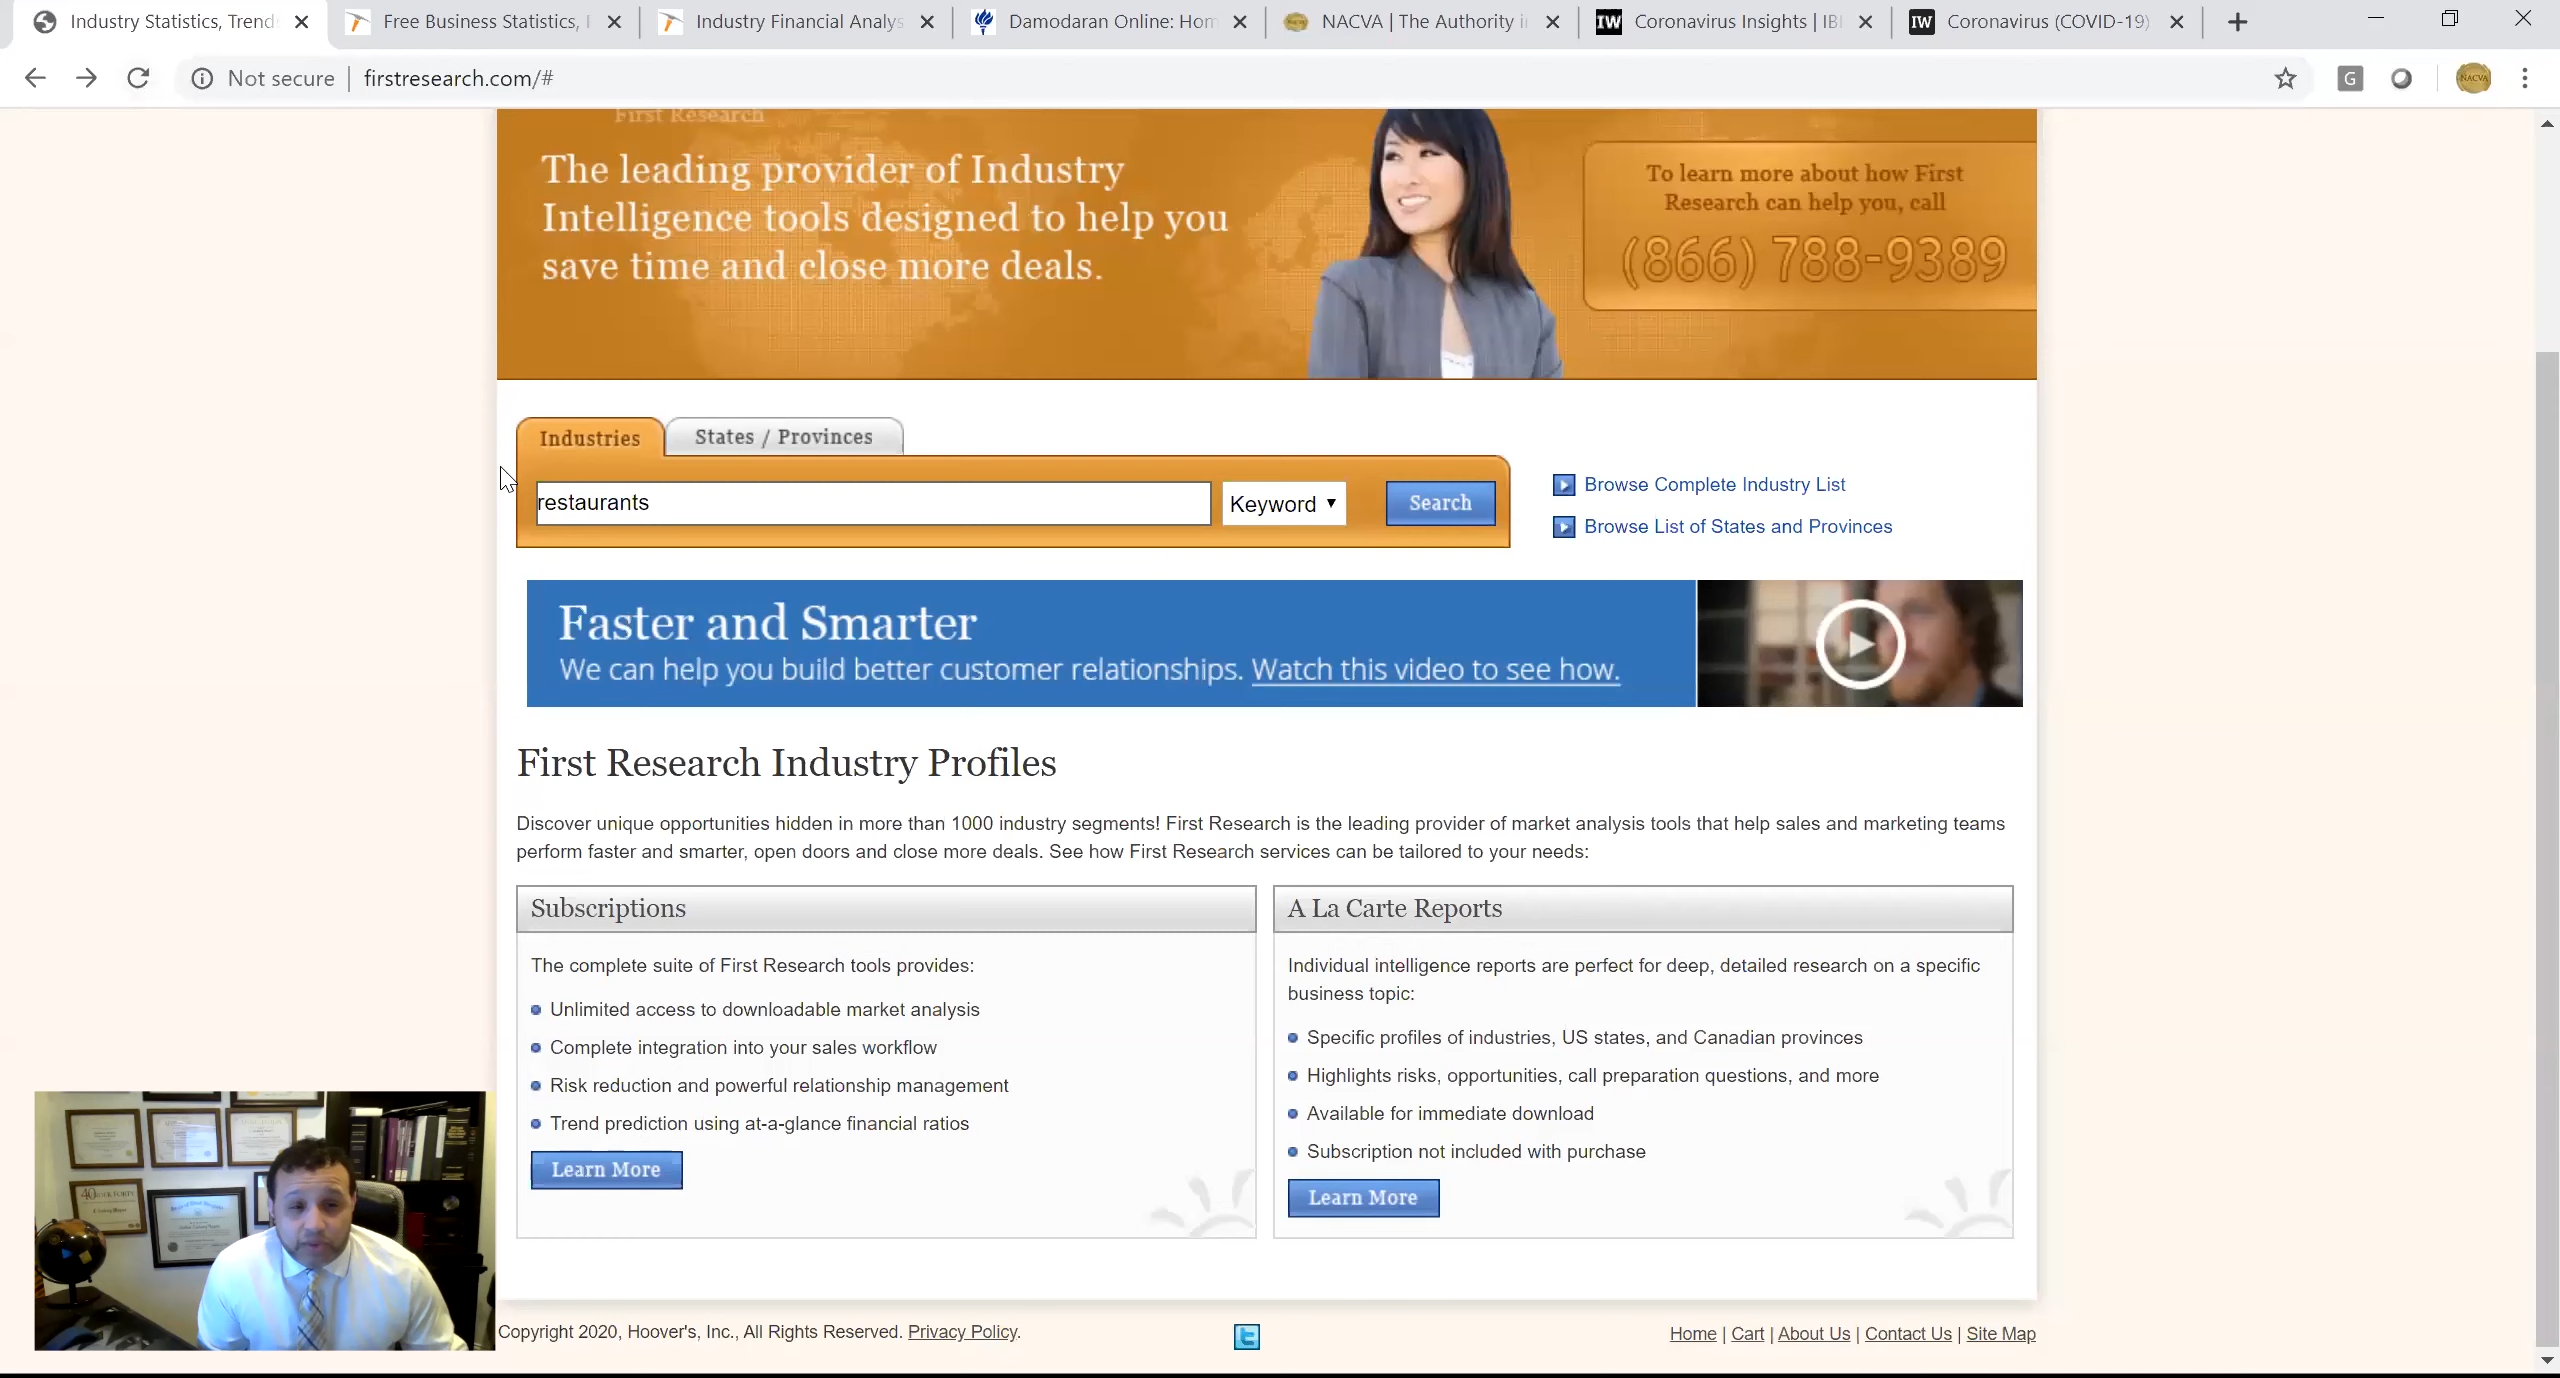 Industry Statistics, Trend
Free Business Statistics,
Industry Financial Analys
Damodaran Online: Hom
NACVA | The Authority i
IW
Coronavirus Insights | IBI
IW
Coronavirus (COVID-19)
Not secure
firstresearch.com/#
G
NACVA
First Research
The leading provider of Industry
Intelligence tools designed to help you
save time and close more deals.
To learn more about how First
Research can help you, call
(866) 788-9389
Industries
States / Provinces
restaurants
Keyword
Search
Browse Complete Industry List
Browse List of States and Provinces
Faster and Smarter
We can help you build better customer relationships. Watch this video to see how.
First Research Industry Profiles
Discover unique opportunities hidden in more than 1000 industry segments! First Research is the leading provider of market analysis tools that help sales and marketing teams
perform faster and smarter, open doors and close more deals. See how First Research services can be tailored to your needs:
Subscriptions
The complete suite of First Research tools provides:
Unlimited access to downloadable market analysis
Complete integration into your sales workflow
Risk reduction and powerful relationship management
Trend prediction using at-a-glance financial ratios
Learn More
A La Carte Reports
Individual intelligence reports are perfect for deep, detailed research on a specific
business topic:
Specific profiles of industries, US states, and Canadian provinces
Highlights risks, opportunities, call preparation questions, and more
Available for immediate download
Subscription not included with purchase
Learn More
Copyright 2020, Hoover's, Inc., All Rights Reserved. Privacy Policy.
Home | Cart | About Us | Contact Us | Site Map